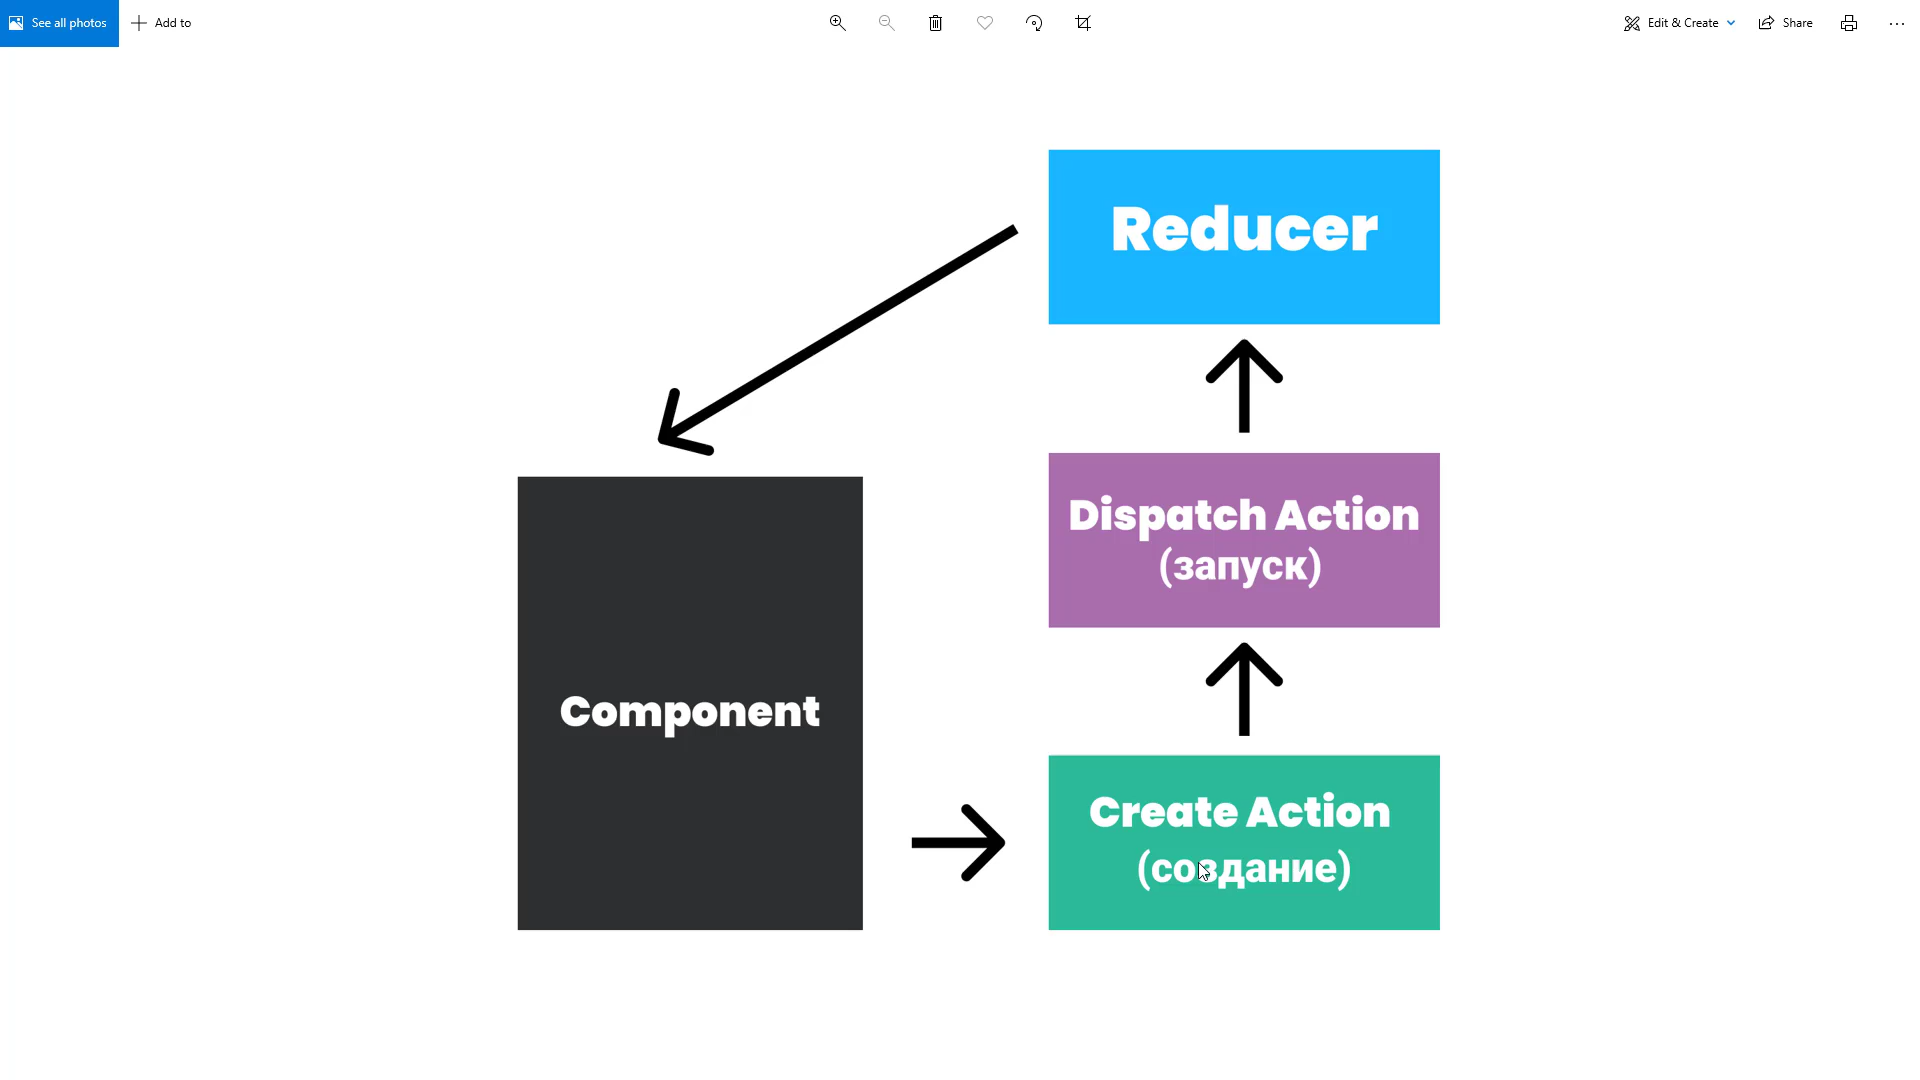 See all photos
Add to
Edit & Create
Share
Reducer
Dispatch Action
(запуск)
Component
Create Action
(создание)